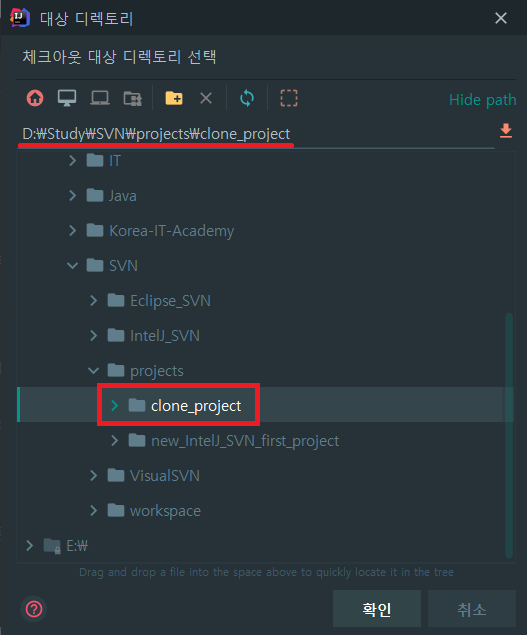 대상 디렉토리
체크아웃 대상 디렉토리 선택
Hide path
D:₩Study₩SVN₩projects₩clone_project
IT
Java
Korea-IT-Academy
SVN
Eclipse_SVN
IntelJ_SVN
projects
clone_project
new_IntelJ_SVN_first_project
VisualSVN
workspace
E:₩
Drag and drop a file into the space above to quickly locate it in the tree
확인
취소